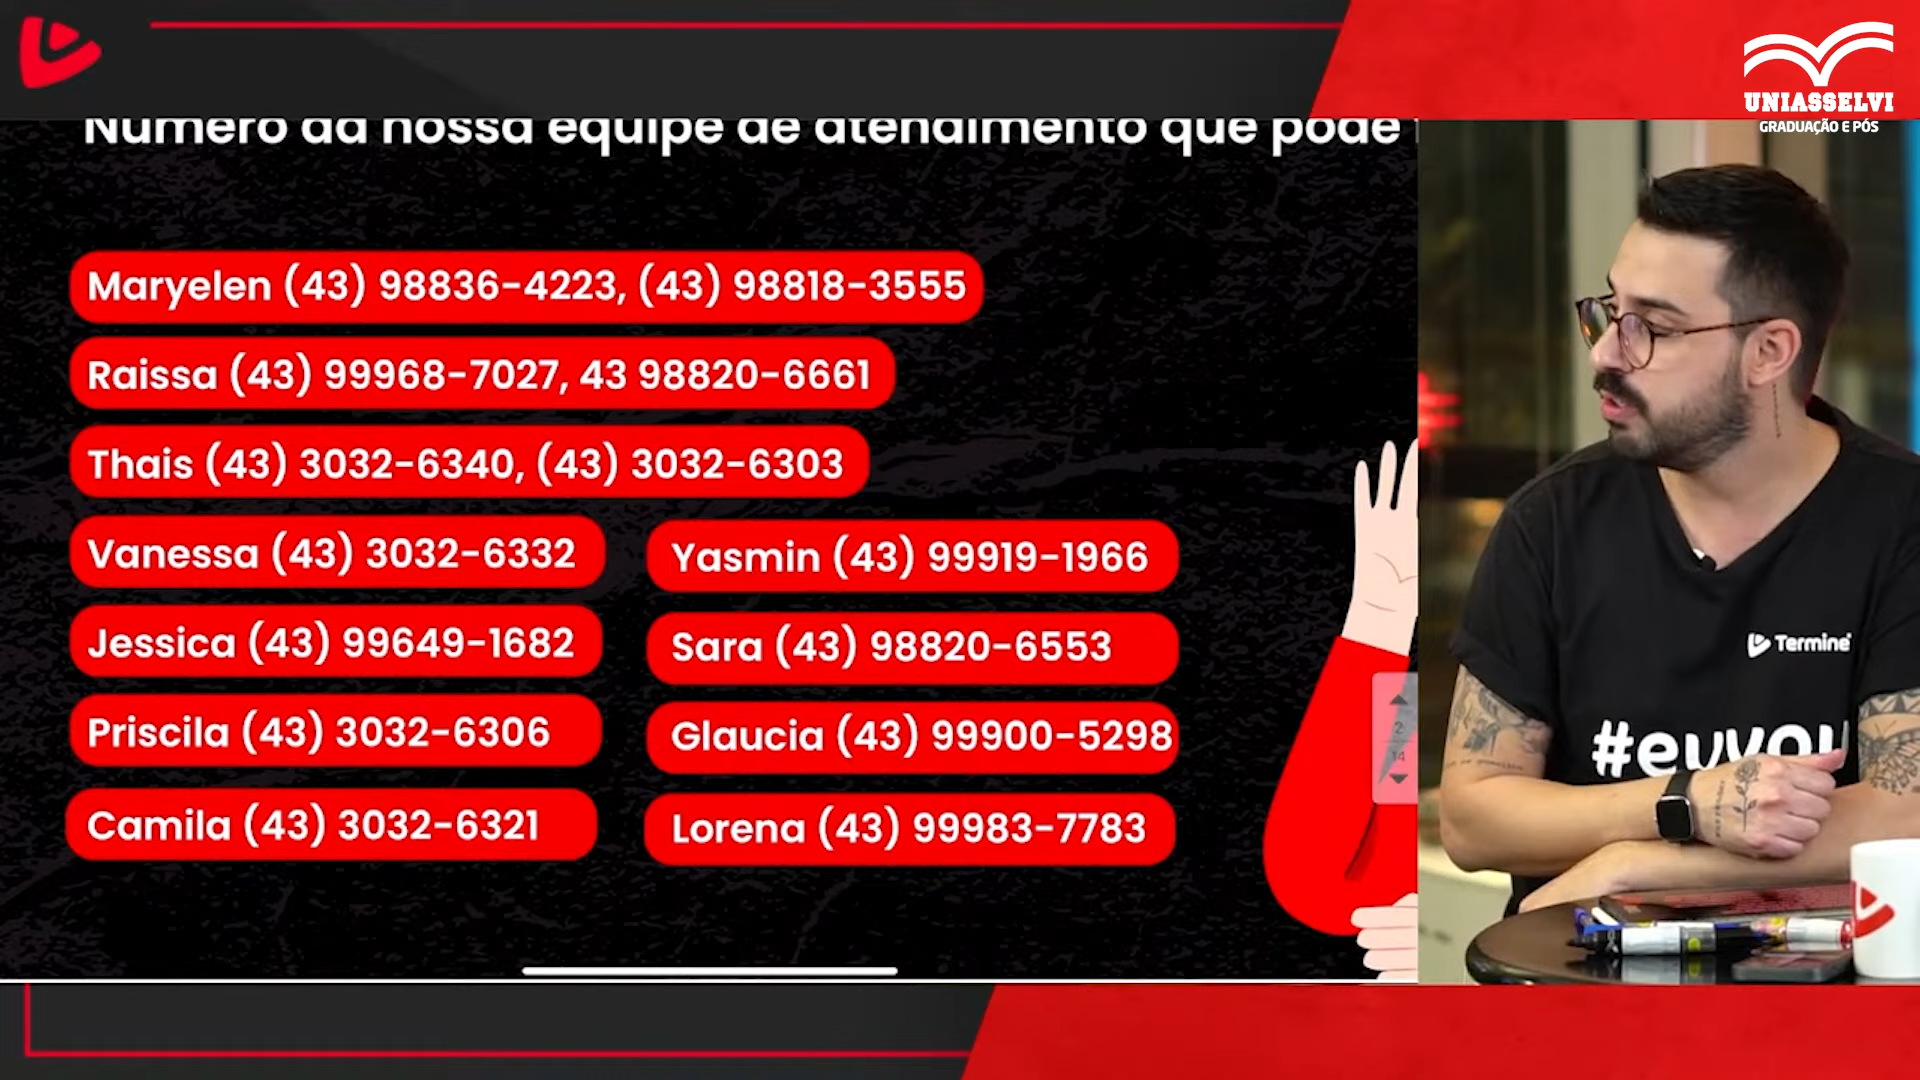 UNIASSELVI
GRADUAÇÃO E PÓS
Número da nossa equipe de atendimento que pode
Maryelen (43) 98836-4223, (43) 98818-3555
Raissa (43) 99968-7027, 43 98820-6661
Thais (43) 3032-6340, (43) 3032-6303
Vanessa (43) 3032-6332
Jessica (43) 99649-1682
Priscila (43) 3032-6306
Camila (43) 3032-6321
Yasmin (43) 99919-1966
Sara (43) 98820-6553
Glaucia (43) 99900-5298
Lorena (43) 99983-7783
2
14
Termine
#euvou